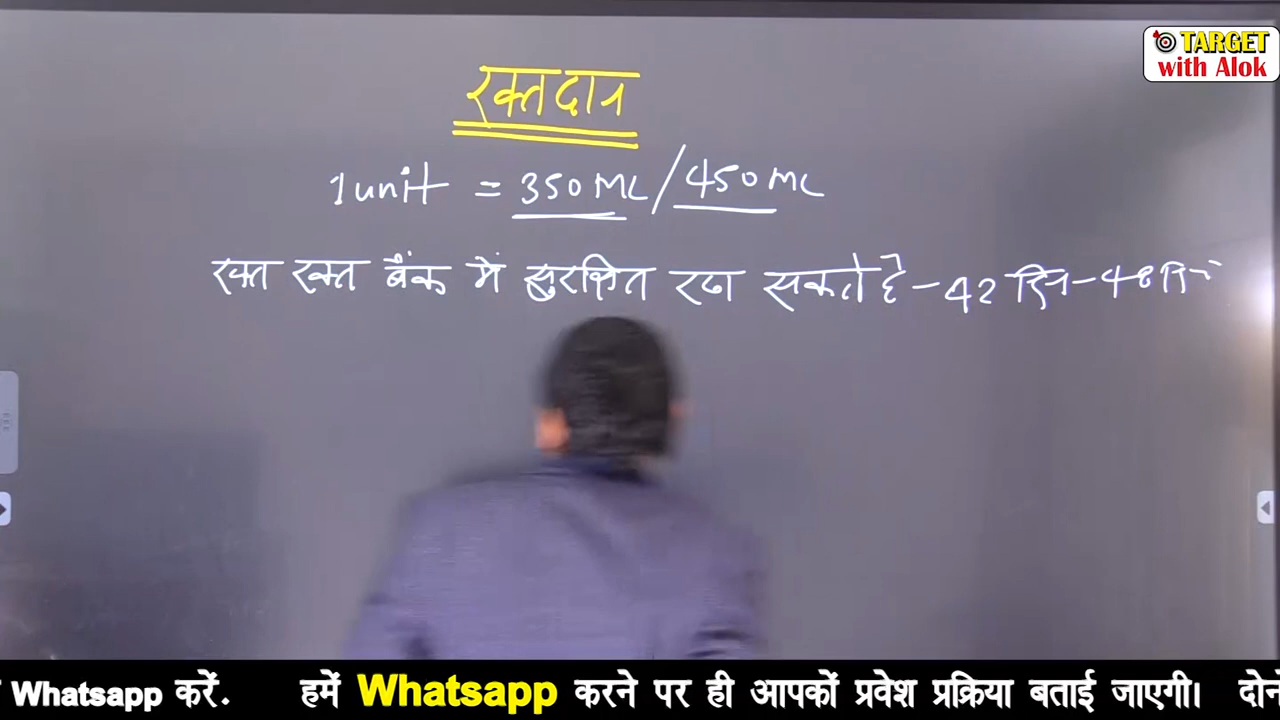 TARGET
with Alok
रक्तदान
1 unit = 350 ML / 450 ML
रक्त रक्त बैंक में सुरक्षित रख सकते है - 42 दिन - 48 दिन
Whatsapp करें. हमें Whatsapp करने पर ही आपकों प्रवेश प्रक्रिया बताई जाएगी।